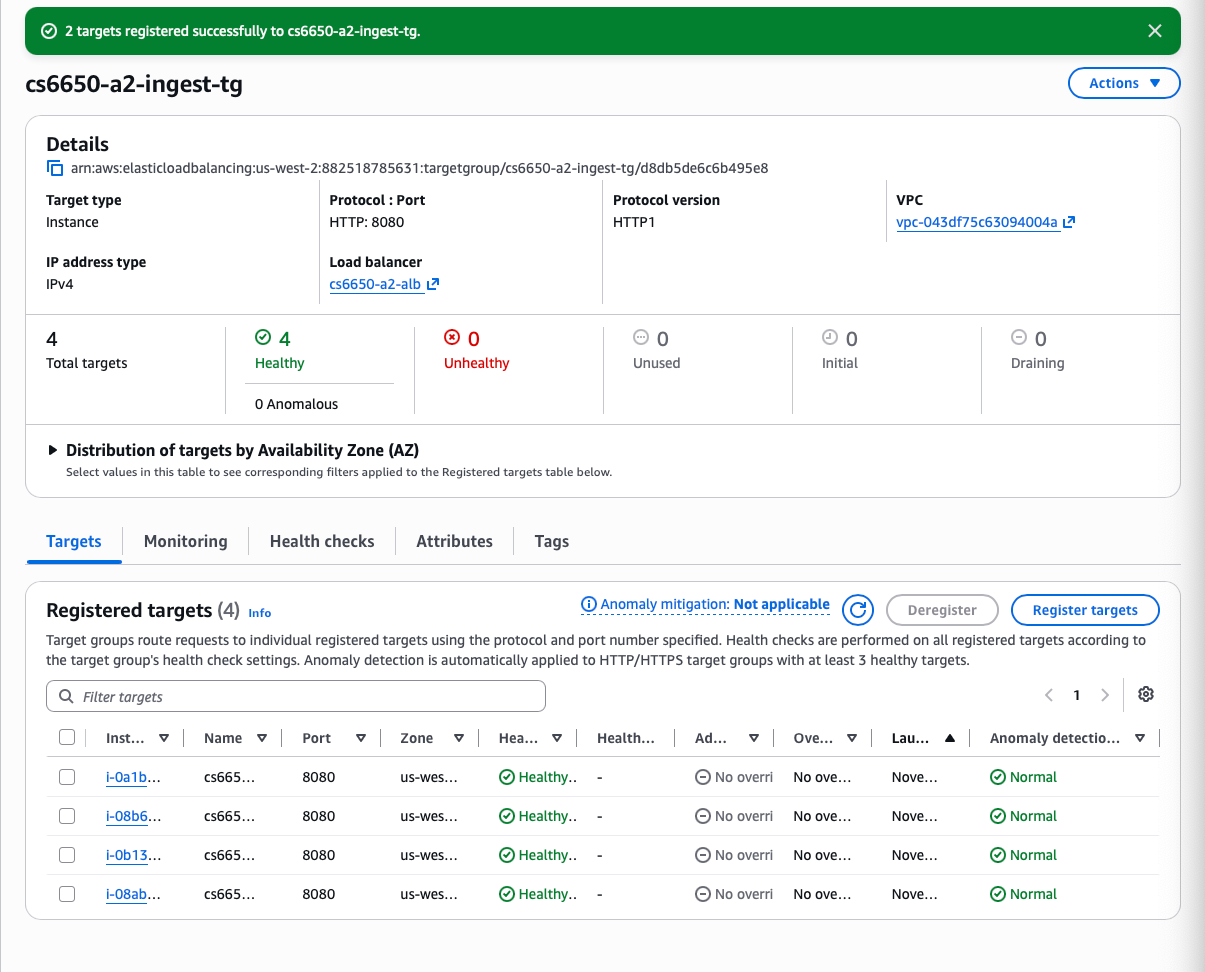 2 targets registered successfully to cs6650-a2-ingest-tg.
cs6650-a2-ingest-tg
Actions
Details
arn:aws:elasticloadbalancing:us-west-2:882518785631:targetgroup/cs6650-a2-ingest-tg/d8db5de6c6b495e8
Target type
Instance
Protocol : Port
HTTP: 8080
Protocol version
HTTP1
VPC
vpc-043df75c63094004a
IP address type
IPv4
Load balancer
cs6650-a2-alb
4
Total targets
4
Healthy
0 Anomalous
0
Unhealthy
0
Unused
0
Initial
0
Draining
Distribution of targets by Availability Zone (AZ)
Select values in this table to see corresponding filters applied to the Registered targets table below.
Targets Monitoring Health checks Attributes Tags
Registered targets (4) Info
Anomaly mitigation: Not applicable
Deregister
Register targets
Target groups route requests to individual registered targets using the protocol and port number specified. Health checks are performed on all registered targets according to
the target group's health check settings. Anomaly detection is automatically applied to HTTP/HTTPS target groups with at least 3 healthy targets.
Filter targets
1
Inst... Name Port Zone Hea... Health... Ad... Ove... Lau... Anomaly detectio...
i-0a1b... cs665... 8080 us-wes... Healthy.. - No overri No ove... Nove... Normal
i-08b6... cs665... 8080 us-wes... Healthy.. - No overri No ove... Nove... Normal
i-0b13... cs665... 8080 us-wes... Healthy.. - No overri No ove... Nove... Normal
i-08ab... cs665... 8080 us-wes... Healthy.. - No overri No ove... Nove... Normal